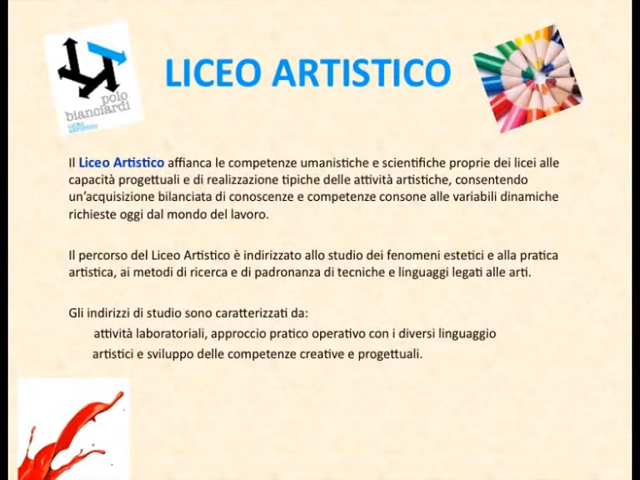 polo
bianciardi
LICEO
ARTISTICO
LICEO ARTISTICO
Il Liceo Artistico affianca le competenze umanistiche e scientifiche proprie dei licei alle
capacità progettuali e di realizzazione tipiche delle attività artistiche, consentendo
un'acquisizione bilanciata di conoscenze e competenze consone alle variabili dinamiche
richieste oggi dal mondo del lavoro.
Il percorso del Liceo Artistico è indirizzato allo studio dei fenomeni estetici e alla pratica
artistica, ai metodi di ricerca e di padronanza di tecniche e linguaggi legati alle arti.
Gli indirizzi di studio sono caratterizzati da:
attività laboratoriali, approccio pratico operativo con i diversi linguaggio
artistici e sviluppo delle competenze creative e progettuali.